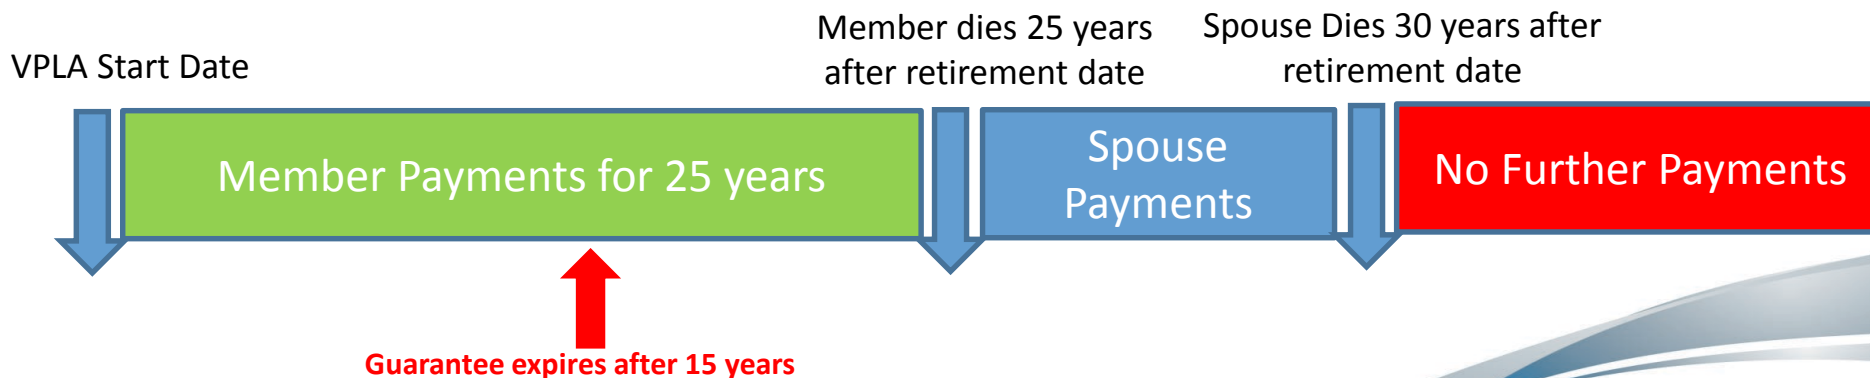 VPLA Start Date
Member dies 25 years
after retirement date
Spouse Dies 30 years after
retirement date
Member Payments for 25 years
Spouse
Payments
No Further Payments
Guarantee expires after 15 years